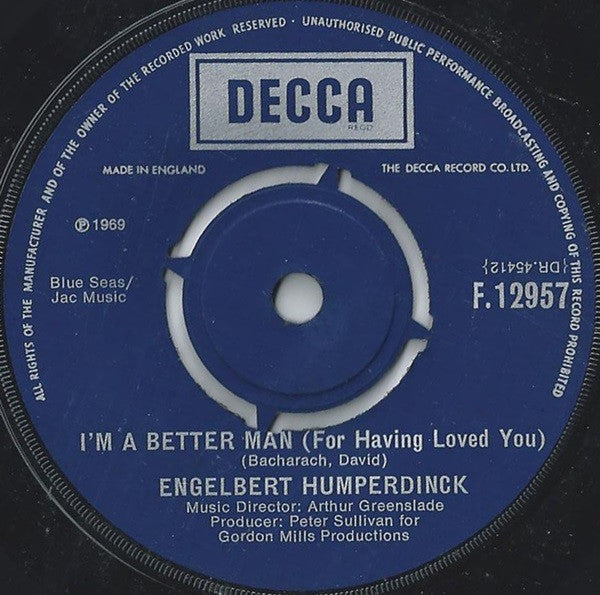 ALL RIGHTS OF THE MANUFACTURER AND OF THE OWNER OF THE RECORDED WORK RESERVED · UNAUTHORISED PUBLIC PERFORMANCE BROADCASTING AND COPYING OF THIS RECORD PROHIBITED
DECCA
REGD
MADE IN ENGLAND
THE DECCA RECORD CO. LTD.
℗ 1969
{DR.45412}
Blue Seas/
Jac Music
F.12957
I'M A BETTER MAN (For Having Loved You)
(Bacharach, David)
ENGELBERT HUMPERDINCK
Music Director: Arthur Greenslade
Producer: Peter Sullivan for
Gordon Mills Productions